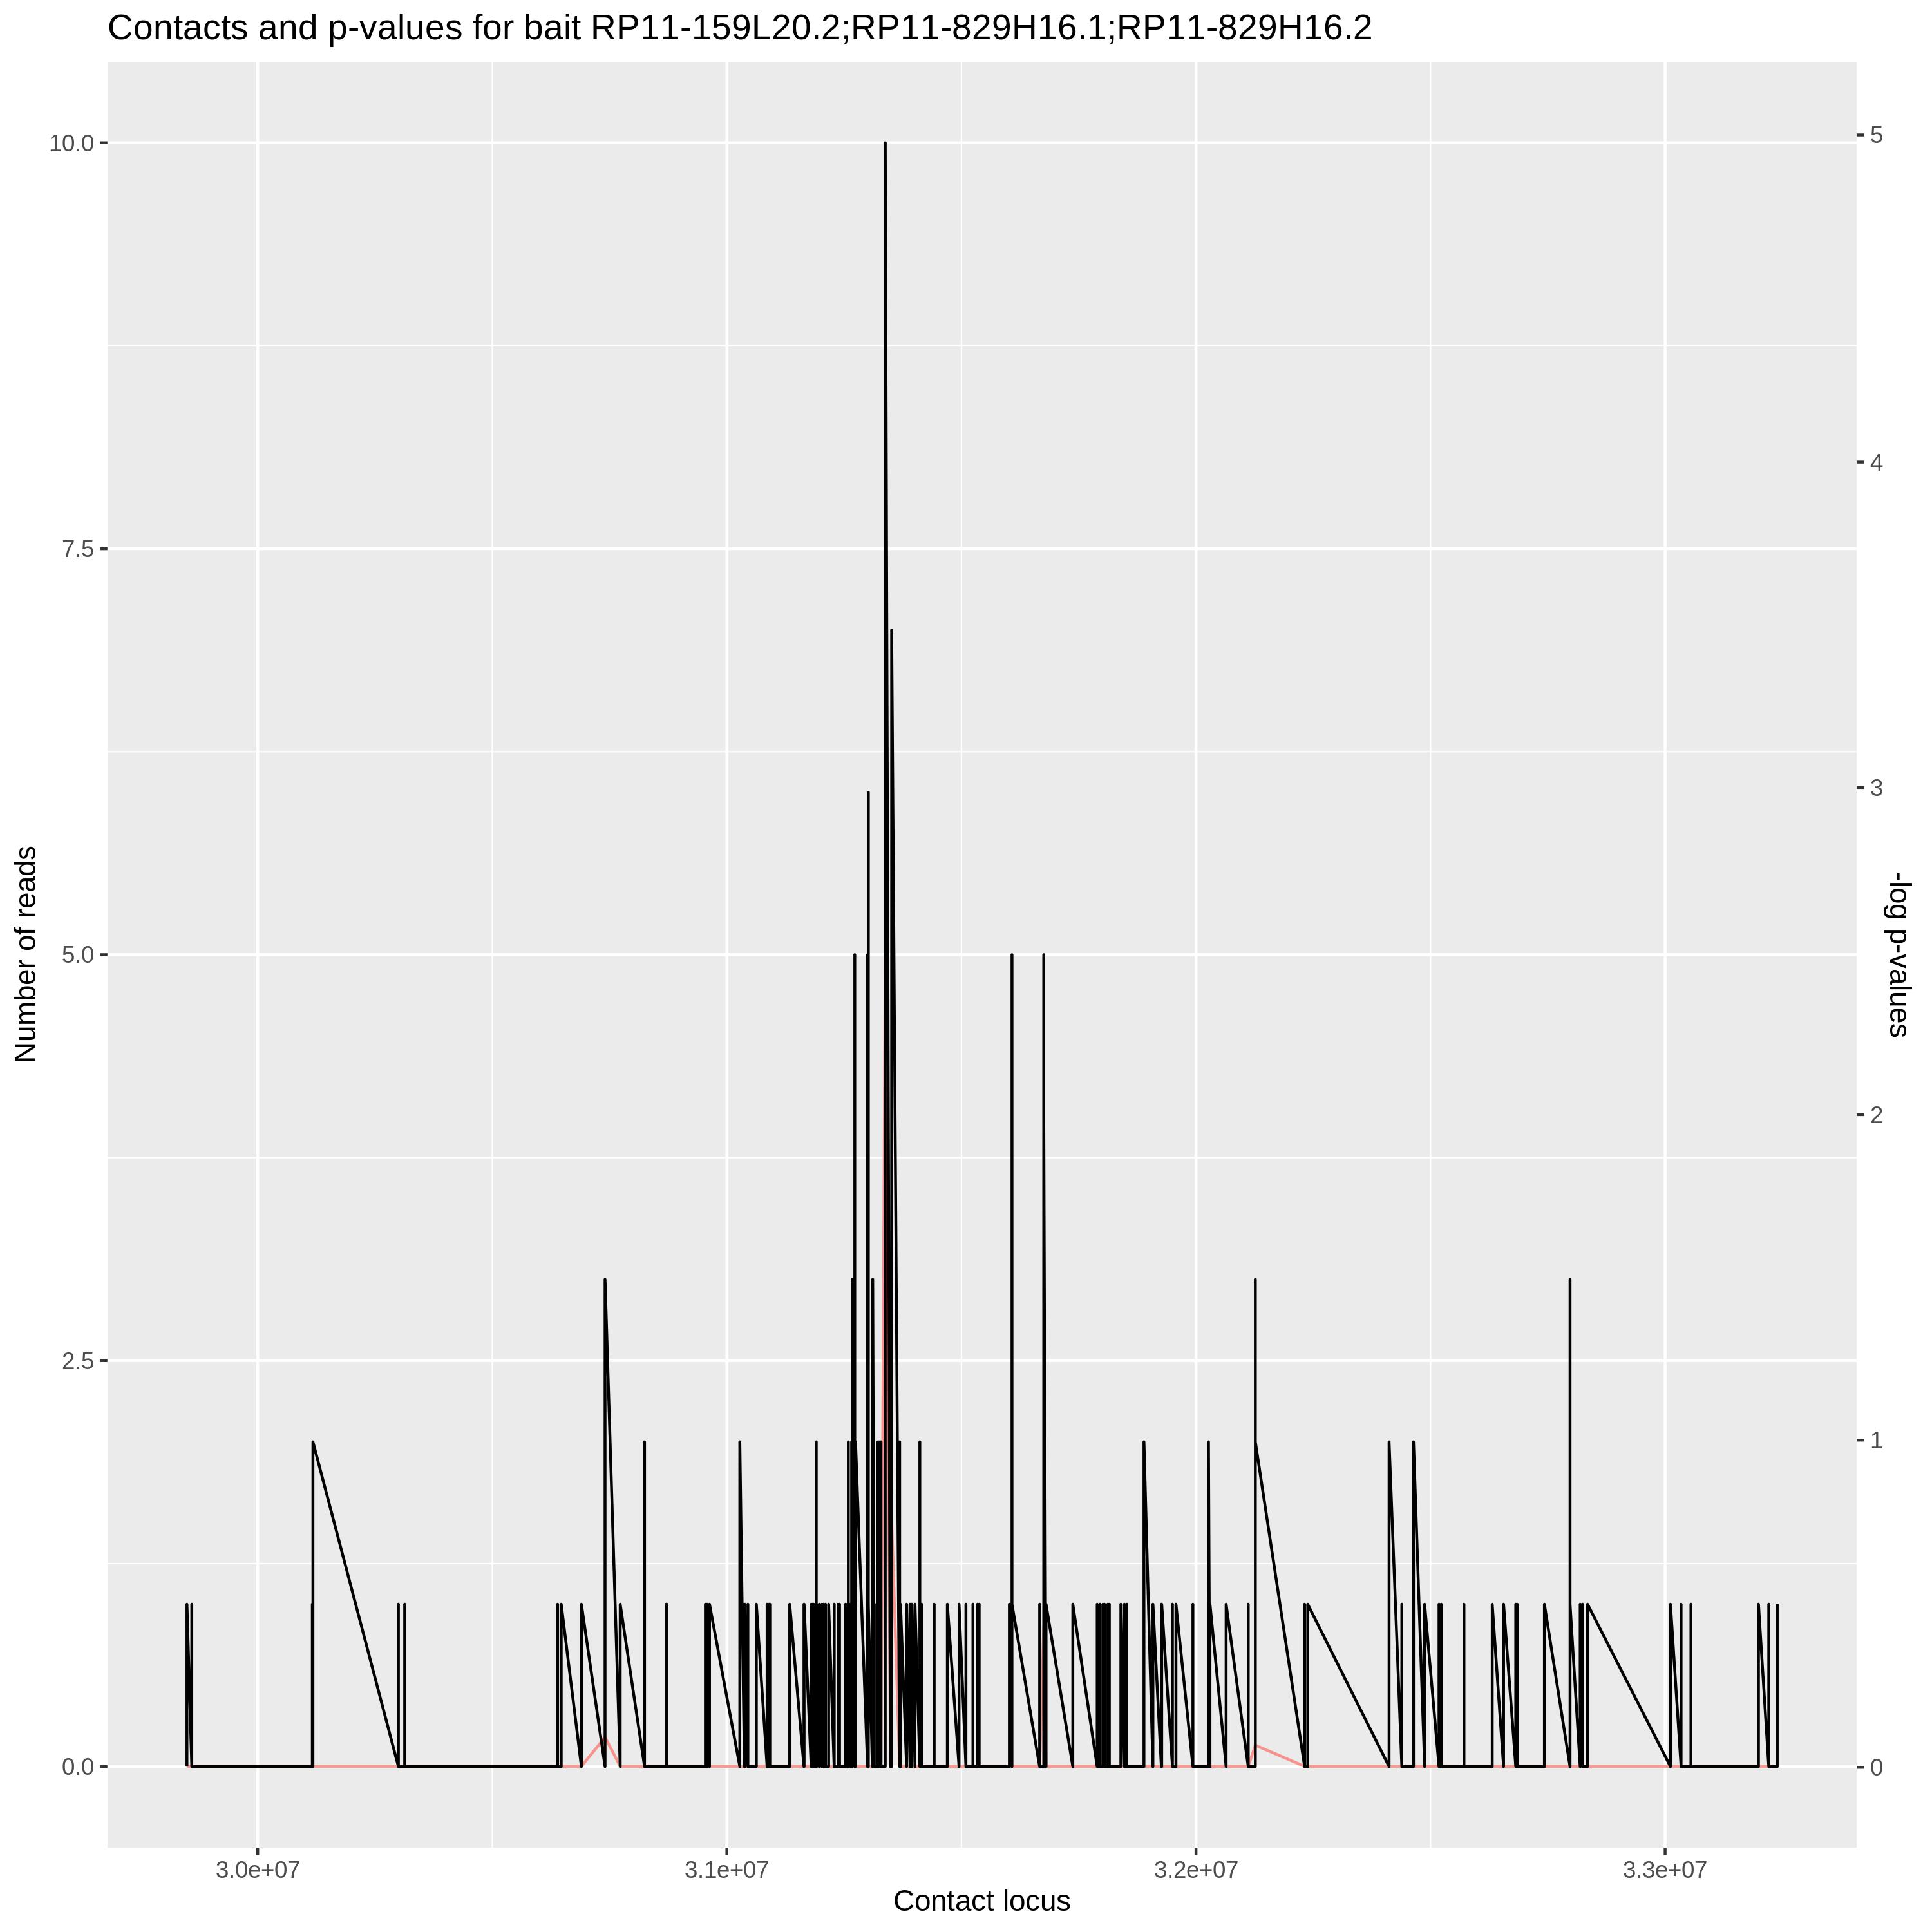 Contacts and p-values for bait RP11-159L20.2;RP11-829H16.1;RP11-829H16.2
Number of reads
10.0
7.5
5.0
2.5
0.0
5
4
3
2
1
0
-log p-values
3.0e+07 3.1e+07 3.2e+07 3.3e+07
Contact locus